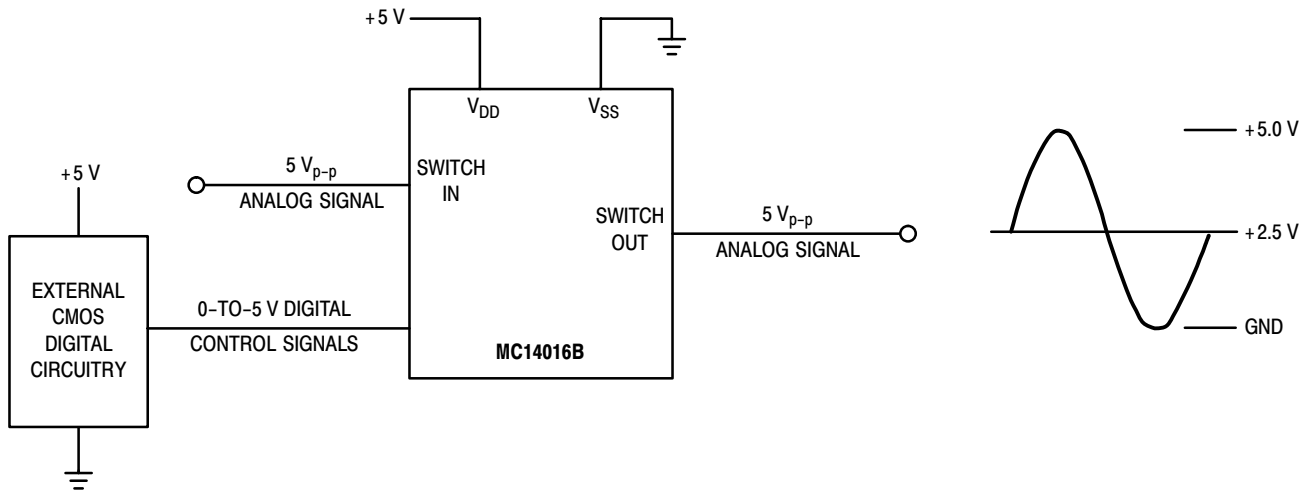 +5 V
V_DD
V_SS
+5.0 V
5 V_p–p
ANALOG SIGNAL
SWITCH
IN
+5 V
SWITCH
OUT
5 V_p–p
ANALOG SIGNAL
+2.5 V
EXTERNAL
CMOS
DIGITAL
CIRCUITRY
0–TO–5 V DIGITAL
CONTROL SIGNALS
MC14016B
GND